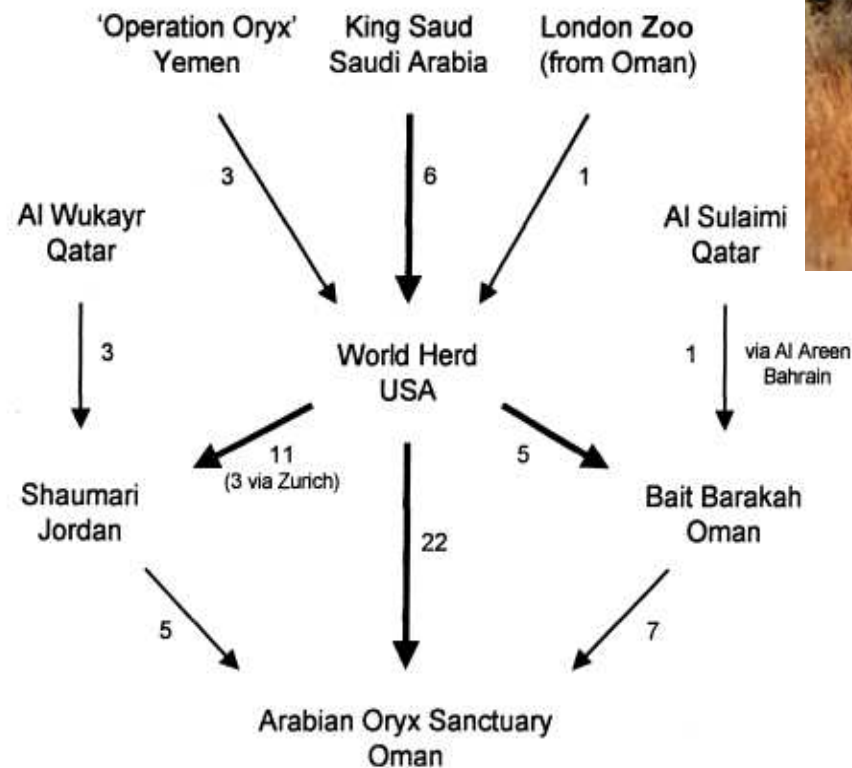 'Operation Oryx'
Yemen
King Saud
Saudi Arabia
London Zoo
(from Oman)
3
6
1
Al Wukayr
Qatar
Al Sulaimi
Qatar
3
World Herd
USA
1
via Al Areen
Bahrain
11
(3 via Zurich)
5
Shaumari
Jordan
Bait Barakah
Oman
22
5
7
Arabian Oryx Sanctuary
Oman